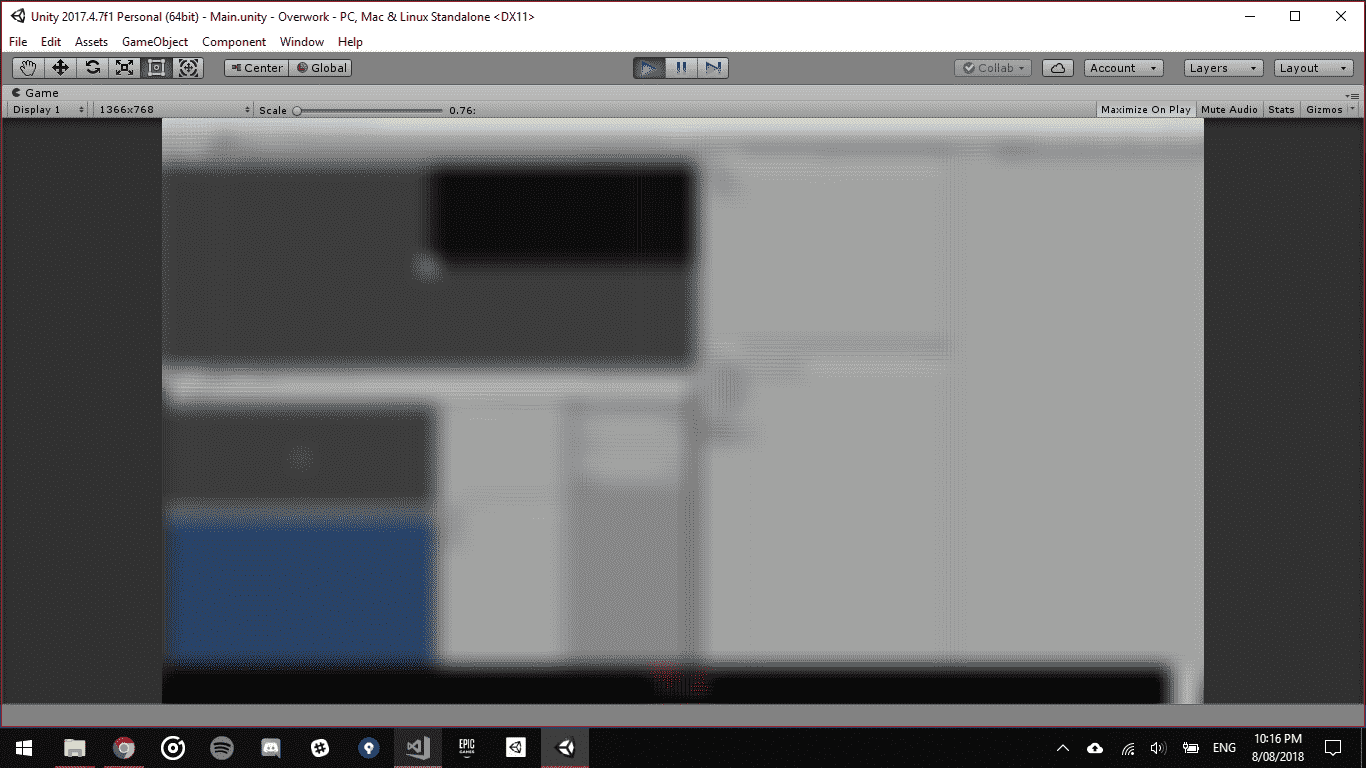 Unity 2017.4.7f1 Personal (64bit) - Main.unity - Overwork - PC, Mac & Linux Standalone <DX11>
File Edit Assets GameObject Component Window Help
Center Global Collab Account Layers Layout
Game
Display 1 1366x768 Scale 0.76: Maximize On Play Mute Audio Stats Gizmos
EPIC
GAMES
ENG
10:16 PM
8/08/2018